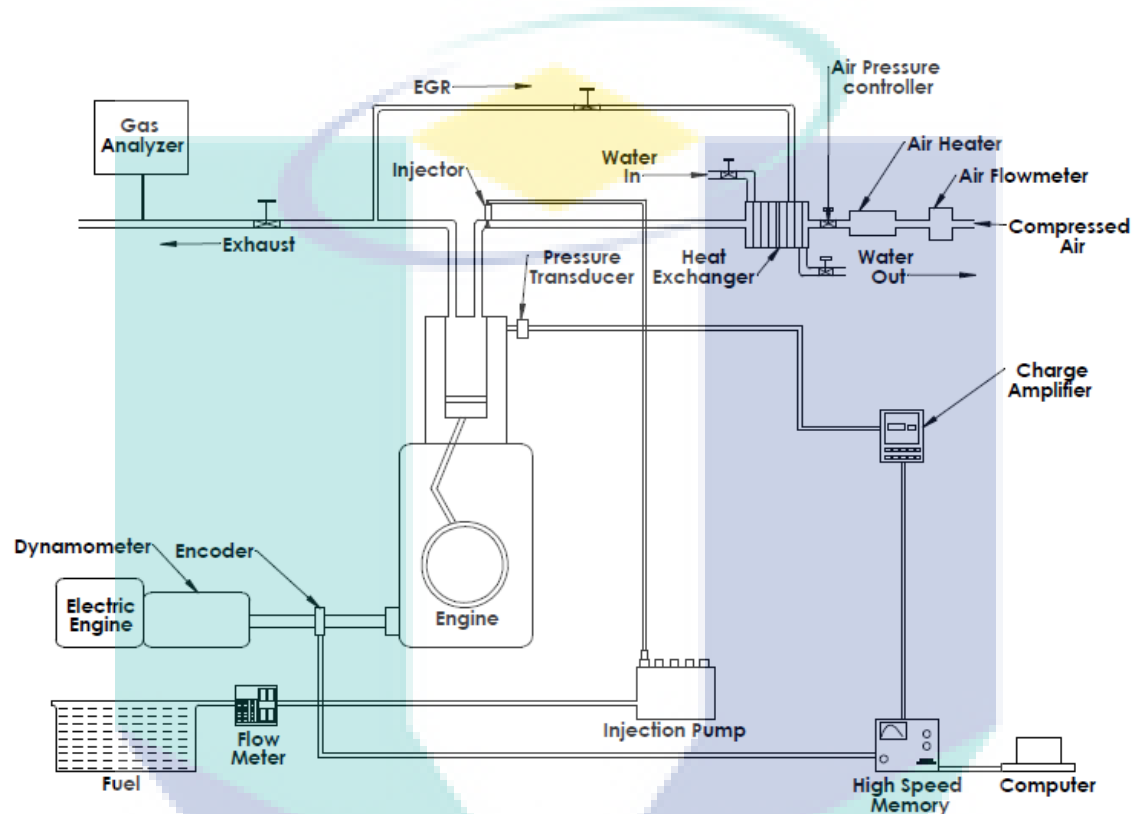 EGR
Air Pressure
controller
Gas
Analyzer
Injector
Water
In
Air Heater
Air Flowmeter
Exhaust
Pressure
Transducer
Heat
Exchanger
Water
Out
Compressed
Air
Charge
Amplifier
Dynamometer
Encoder
Electric
Engine
Engine
Injection Pump
Flow
Meter
Fuel
High Speed
Memory
Computer